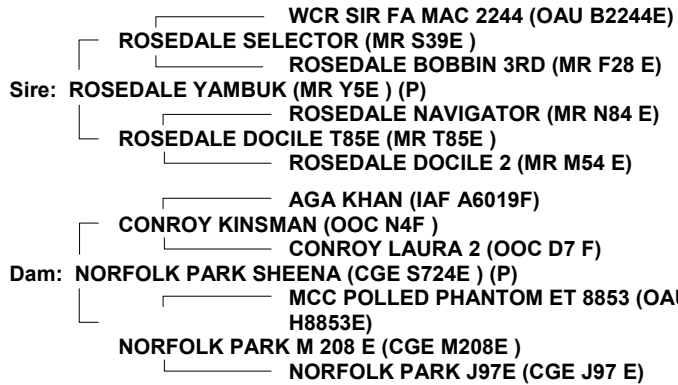 WCR SIR FA MAC 2244 (OAU B2244E)
ROSEDALE SELECTOR (MR S39E )
ROSEDALE BOBBIN 3RD (MR F28 E)
Sire: ROSEDALE YAMBUK (MR Y5E ) (P)
ROSEDALE NAVIGATOR (MR N84 E)
ROSEDALE DOCILE T85E (MR T85E )
ROSEDALE DOCILE 2 (MR M54 E)
AGA KHAN (IAF A6019F)
CONROY KINSMAN (OOC N4F )
CONROY LAURA 2 (OOC D7 F)
Dam: NORFOLK PARK SHEENA (CGE S724E ) (P)
MCC POLLED PHANTOM ET 8853 (OAU
H8853E)
NORFOLK PARK M 208 E (CGE M208E )
NORFOLK PARK J97E (CGE J97 E)